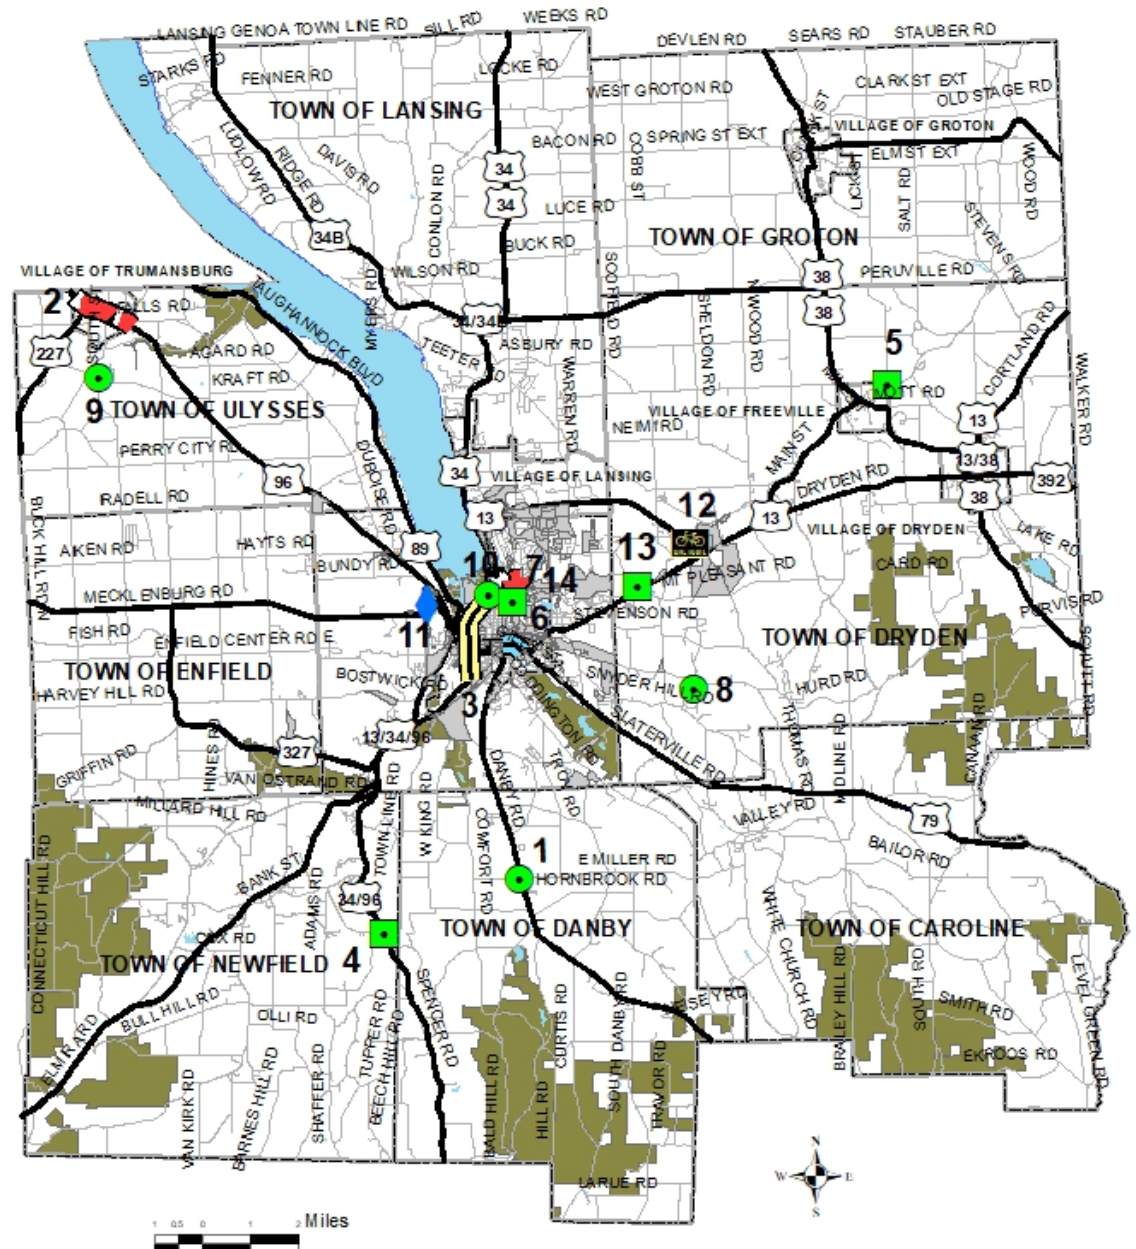 LANSING GENOA TOWN LINE RD
SILL RD
WEEKS RD
DEVLEN RD
SEARS RD
STAUBER RD
STARKS RD
FENNER RD
LOCKE RD
WEST GROTON RD
CLARK ST EXT
OLD STAGE RD
TOWN OF LANSING
BACON RD
COBB ST
SPRING ST EXT
VILLAGE OF GROTON
ELM ST EXT
LUDLOW RD
RIDGE RD
DAVIS RD
CONLON RD
34
34
LUCE RD
LICK ST
SALT RD
WOOD RD
STEVENS RD
34B
BUCK RD
TOWN OF GROTON
VILLAGE OF TRUMANSBURG
WILSON RD
38
PERUVILLE RD
2
FALLS RD
TAUGHANNOCK BLVD
MYERS RD
34/34B
38
SHELDON RD
N WOOD RD
CORTLAND RD
227
AGARD RD
TEETER RD
ASBURY RD
WARREN RD
5
KRAFT RD
WALKER RD
9
TOWN OF ULYSSES
VILLAGE OF FREEVILLE
NEIMI RD
13
PERRY CITY RD
DUBOISE RD
MAIN ST
13/38
34
VILLAGE OF LANSING
96
DRYDEN RD
392
IRADELL RD
38
BUCK HILL RD N
13
12
13
VILLAGE OF DRYDEN
LAKE RD
AIKEN RD
HAYTS RD
89
13
BUNDY RD
10
7
14
MT PLEASANT RD
CARD RD
MECKLENBURG RD
6
STEVENSON RD
PURVIS RD
FISH RD
ENFIELD CENTER RD E
11
TOWN OF DRYDEN
TOWN OF ENFIELD
BOSTWICK RD
SNYDER HILL RD
8
HURD RD
SCHUTT RD
HARVEY HILL RD
3
CODDINGTON RD
SLATERVILLE RD
THOMAS RD
MIDLINE RD
CANAAN RD
13/34/96
327
HINES RD
GRIFFIN RD
VAN OSTRAND RD
DANBY RD
TROY RD
MILLARD HILL RD
TOWN LINE RD
W KING RD
COMFORT RD
VALLEY RD
79
BAILOR RD
1
E MILLER RD
HORNBROOK RD
BANK ST
ADAMS RD
34/96
CONNECTICUT HILL RD
WHITE CHURCH RD
TOWN OF DANBY
TOWN OF CAROLINE
COX RD
TOWN OF NEWFIELD
4
SPENCER RD
CURTIS RD
SOUTH DANBY RD
BRALEY HILL RD
SOUTH RD
SMITH RD
LEVEL GREEN RD
BULL HILL RD
OLLI RD
TUPPER RD
ELMIRA RD
BEECH HILL RD
EKROOS RD
VAN KIRK RD
BARNES HILL RD
SHAFFER RD
BALD HILL RD
HILL RD
TRAVOR RD
LARUE RD
N
W
E
S
1 0.5 0 1 2 Miles